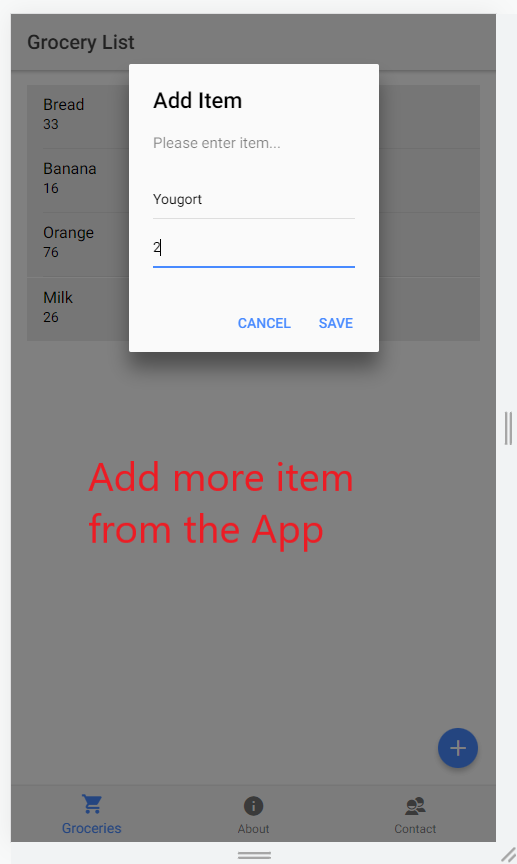 Grocery List
Bread
33
Banana
16
Orange
76
Milk
26
Add Item
Please enter item...
Yougort
2
CANCEL SAVE
Add more item
from the App
Groceries About Contact